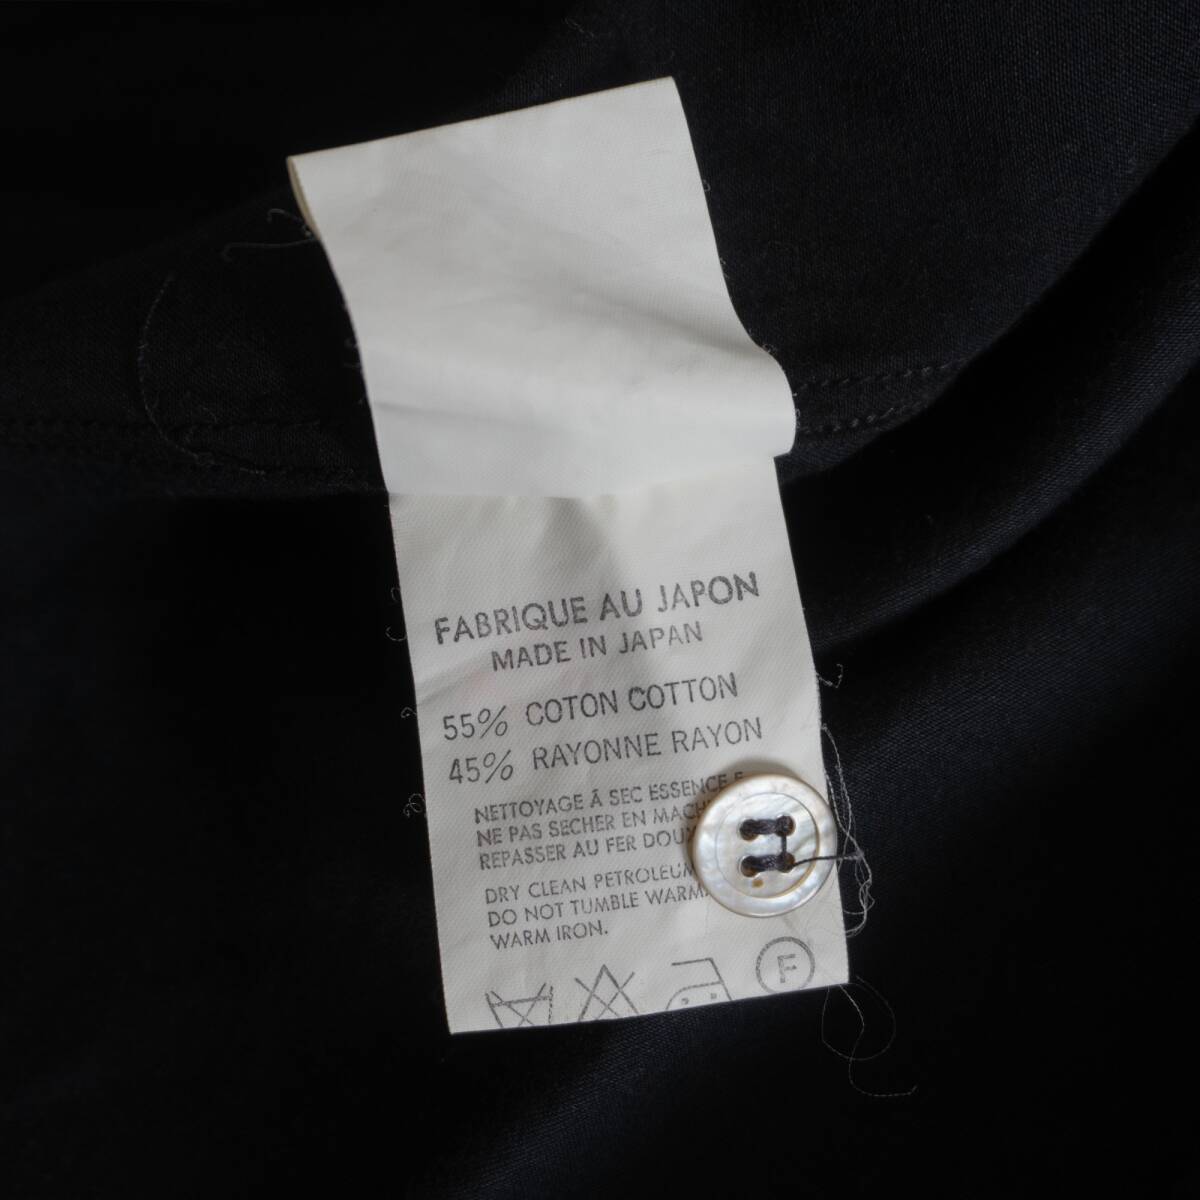 FABRIQUE AU JAPON
MADE IN JAPAN
55% COTON COTTON
45% RAYONNE RAYON
NETTOYAGE À SEC ESSENCE F
NE PAS SECHER EN
REPASSER AU FER DOUX
DRY CLEAN PETROLEUM
DO NOT TUMBLE WARM
WARM IRON.
F